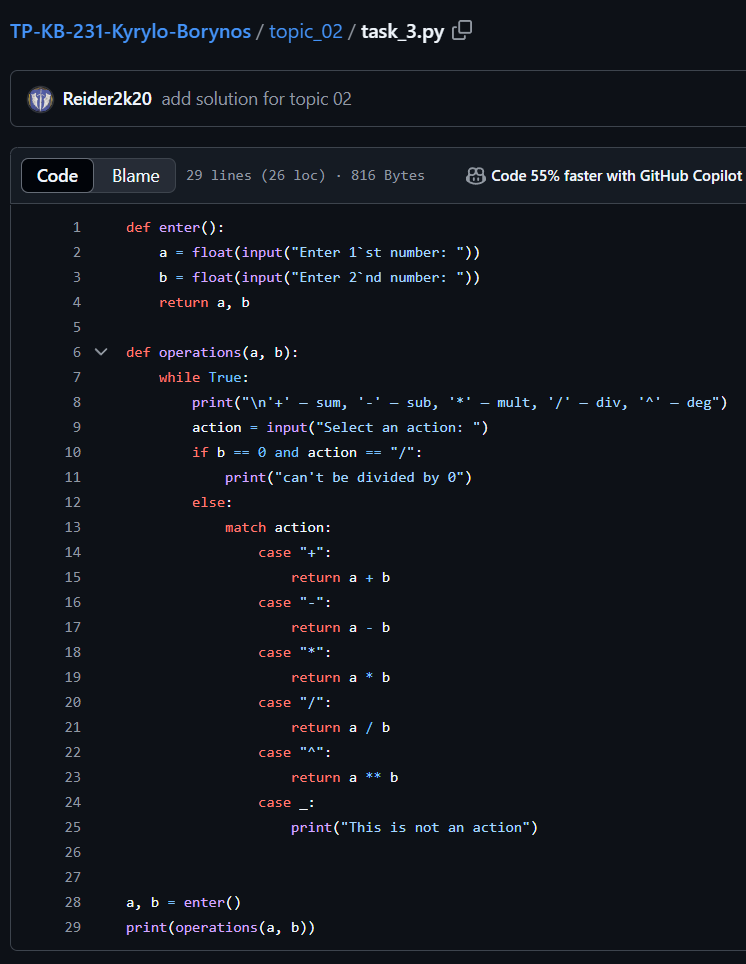 TP-KB-231-Kyrylo-Borynos / topic_02 / task_3.py
Reider2k20 add solution for topic 02
Code Blame 29 lines (26 loc) · 816 Bytes Code 55% faster with GitHub Copilot
1 def enter():
2     a = float(input("Enter 1`st number: "))
3     b = float(input("Enter 2`nd number: "))
4     return a, b
5
6 def operations(a, b):
7     while True:
8         print("\n'+' – sum, '-' – sub, '*' – mult, '/' – div, '^' – deg")
9         action = input("Select an action: ")
10         if b == 0 and action == "/":
11             print("can't be divided by 0")
12         else:
13             match action:
14                 case "+":
15                     return a + b
16                 case "-":
17                     return a - b
18                 case "*":
19                     return a * b
20                 case "/":
21                     return a / b
22                 case "^":
23                     return a ** b
24                 case _:
25                     print("This is not an action")
26
27
28 a, b = enter()
29 print(operations(a, b))